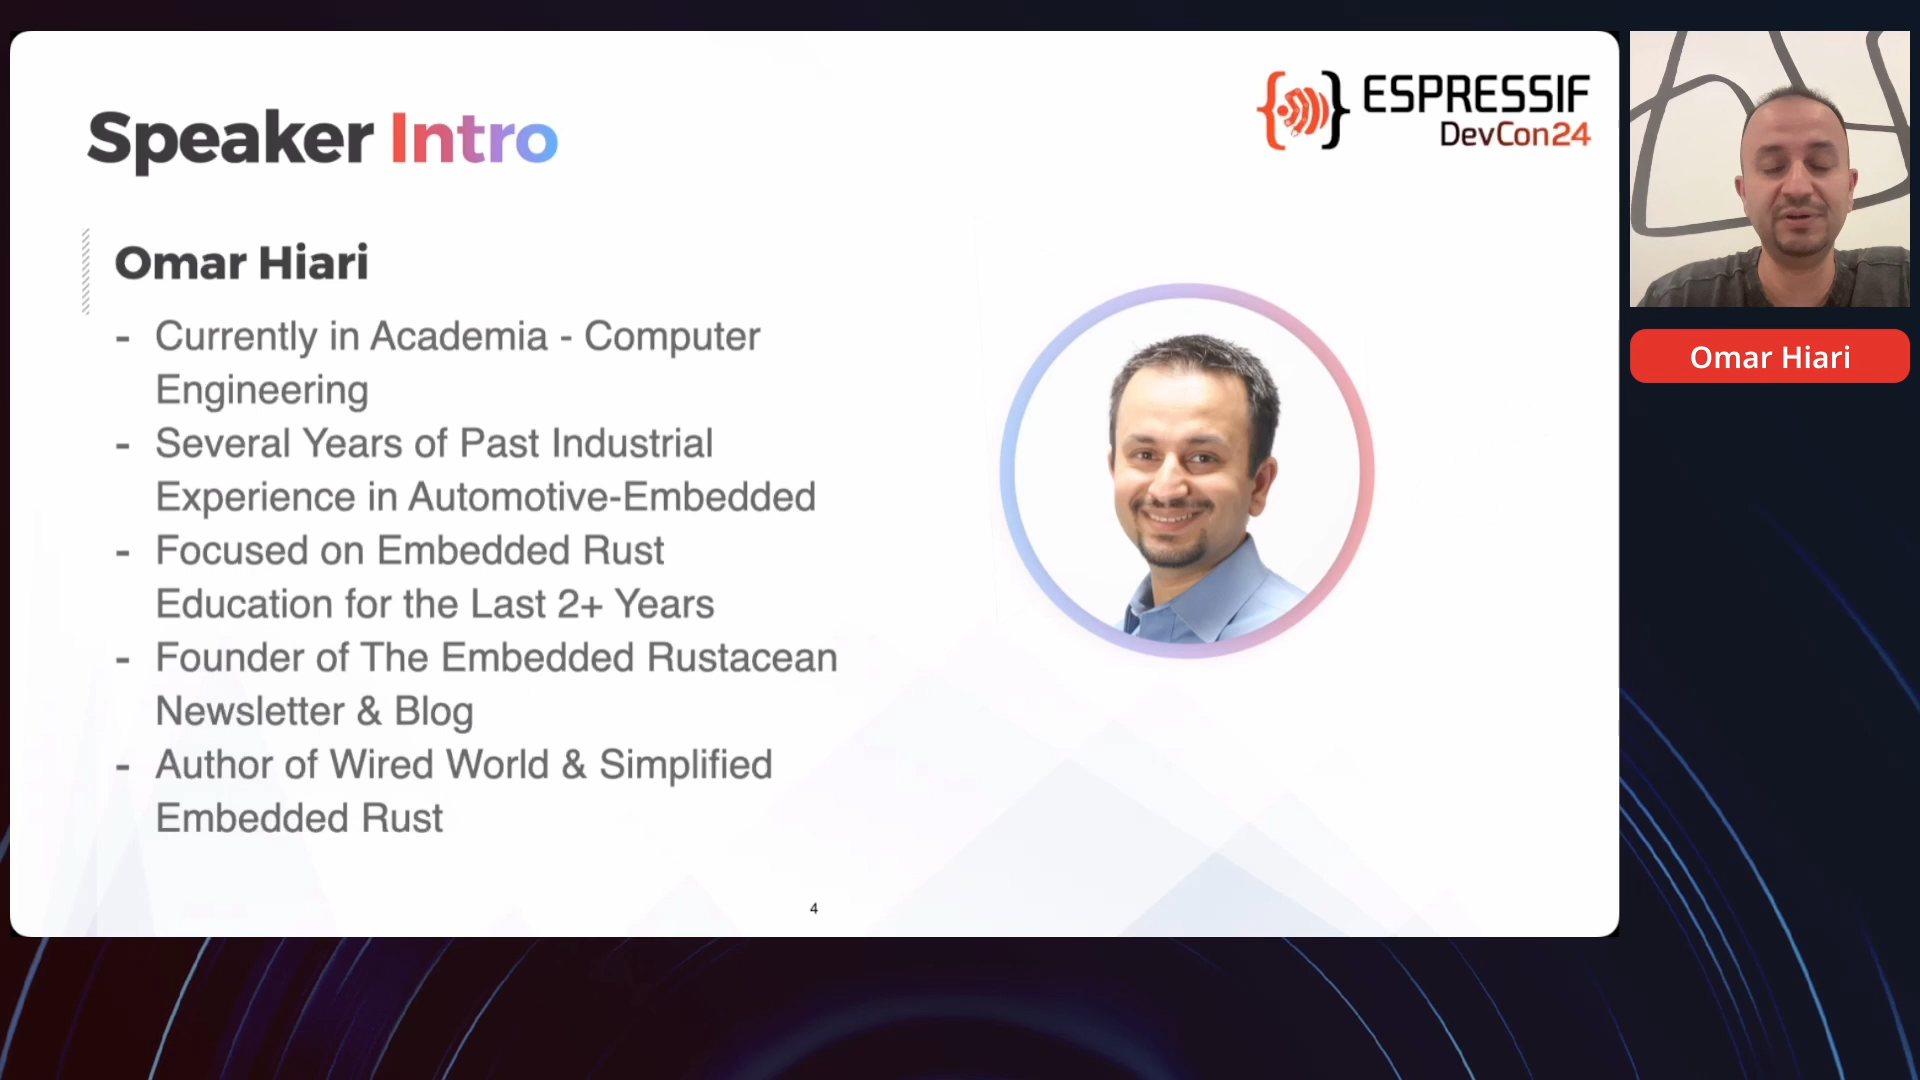 Speaker Intro
ESPRESSIF
DevCon24
Omar Hiari
- Currently in Academia - Computer
Engineering
- Several Years of Past Industrial
Experience in Automotive-Embedded
- Focused on Embedded Rust
Education for the Last 2+ Years
- Founder of The Embedded Rustacean
Newsletter & Blog
- Author of Wired World & Simplified
Embedded Rust
4
Omar Hiari